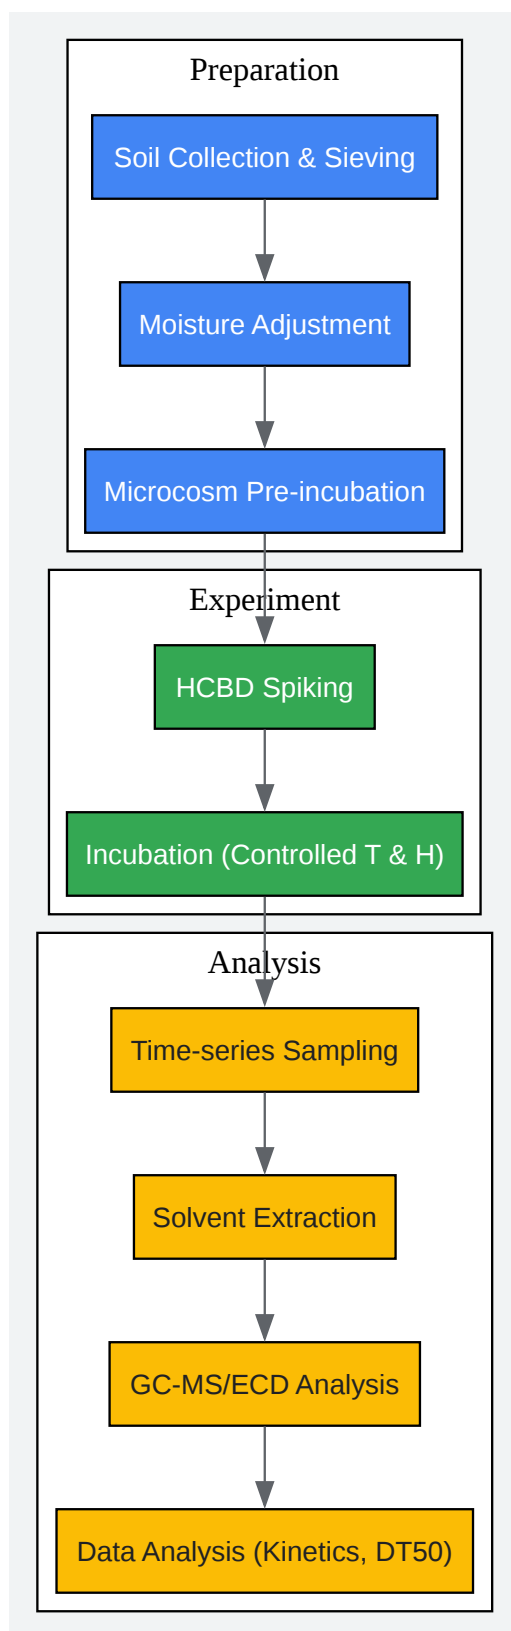 Preparation
Soil Collection & Sieving
Moisture Adjustment
Microcosm Pre-incubation
Experiment
HCBD Spiking
Incubation (Controlled T & H)
Analysis
Time-series Sampling
Solvent Extraction
GC-MS/ECD Analysis
Data Analysis (Kinetics, DT50)